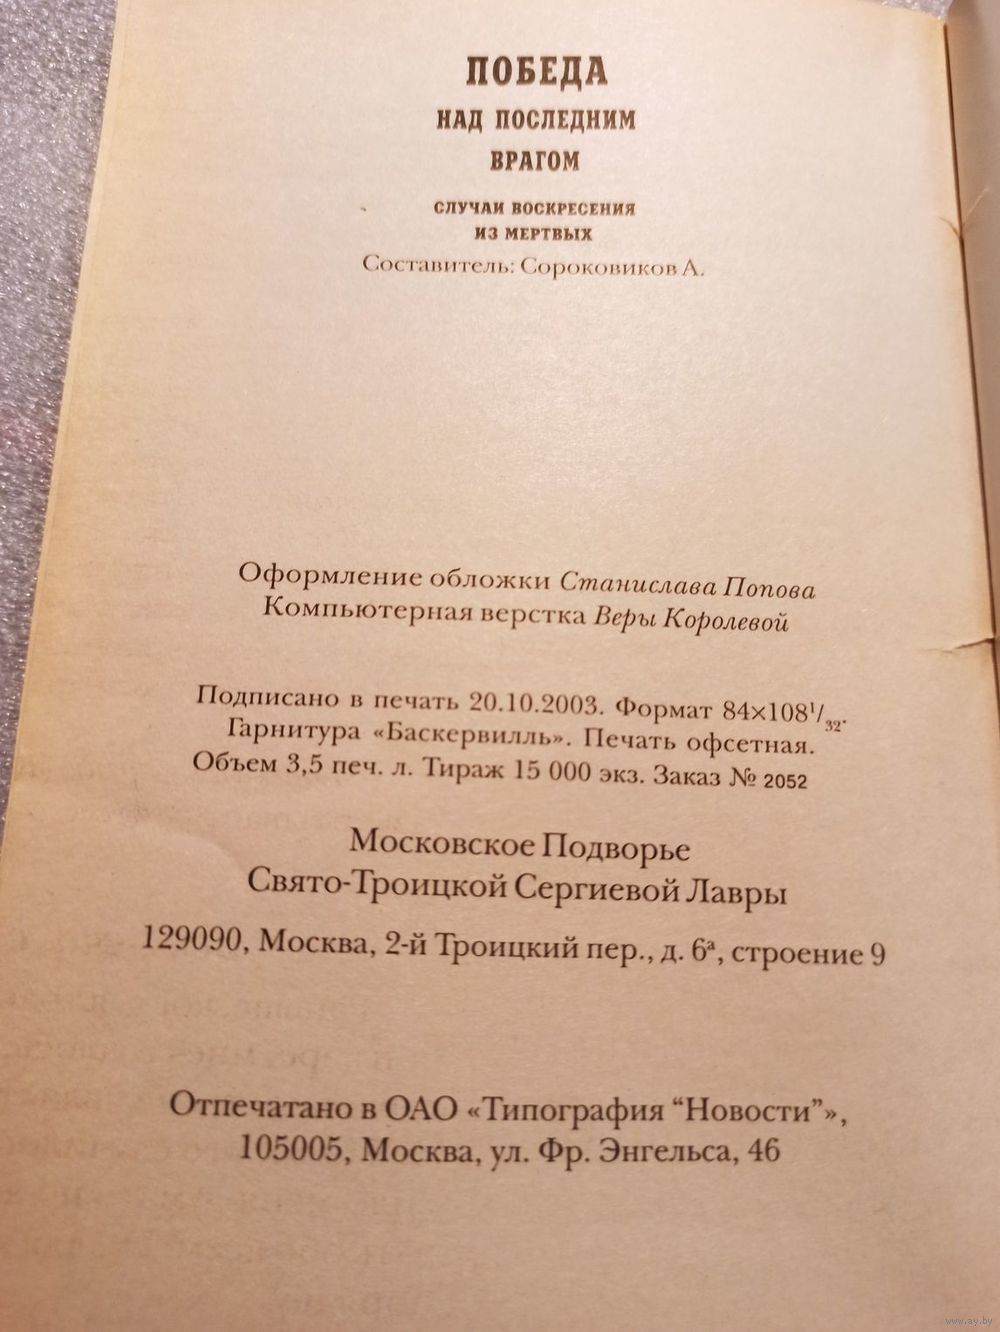 ПОБЕДА
НАД ПОСЛЕДНИМ
ВРАГОМ
СЛУЧАИ ВОСКРЕСЕНИЯ
ИЗ МЕРТВЫХ
Составитель: Сороковиков А.
Оформление обложки Станислава Попова
Компьютерная верстка Веры Королевой
Подписано в печать 20.10.2003. Формат 84×108¹/₃₂.
Гарнитура «Баскервилль». Печать офсетная.
Объем 3,5 печ. л. Тираж 15 000 экз. Заказ № 2052
Московское Подворье
Свято-Троицкой Сергиевой Лавры
129090, Москва, 2-й Троицкий пер., д. 6ª, строение 9
Отпечатано в ОАО «Типография “Новости”»,
105005, Москва, ул. Фр. Энгельса, 46
www.ay.by